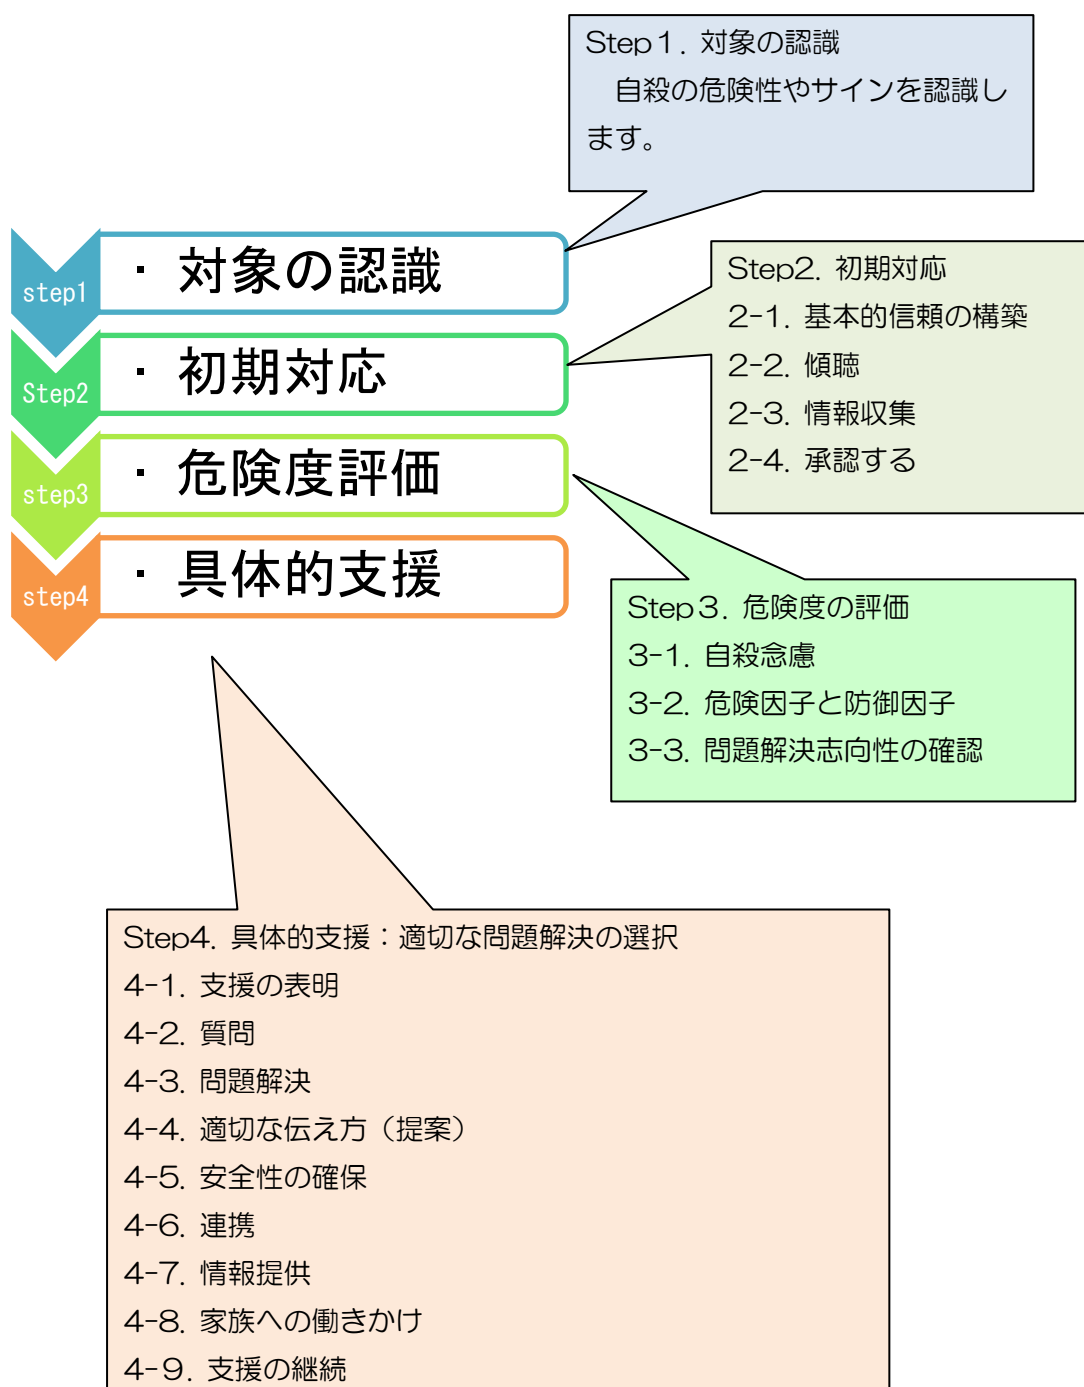 Step１．対象の認識
　自殺の危険性やサインを認識し
ます。
step1
・対象の認識
Step2
・初期対応
step3
・危険度評価
step4
・具体的支援
Step2．初期対応
2-1．基本的信頼の構築
2-2．傾聴
2-3．情報収集
2-4．承認する
Step３．危険度の評価
3-1．自殺念慮
3-2．危険因子と防御因子
3-3．問題解決志向性の確認
Step4．具体的支援：適切な問題解決の選択
4-1．支援の表明
4-2．質問
4-3．問題解決
4-4．適切な伝え方（提案）
4-5．安全性の確保
4-6．連携
4-7．情報提供
4-8．家族への働きかけ
4-９．支援の継続